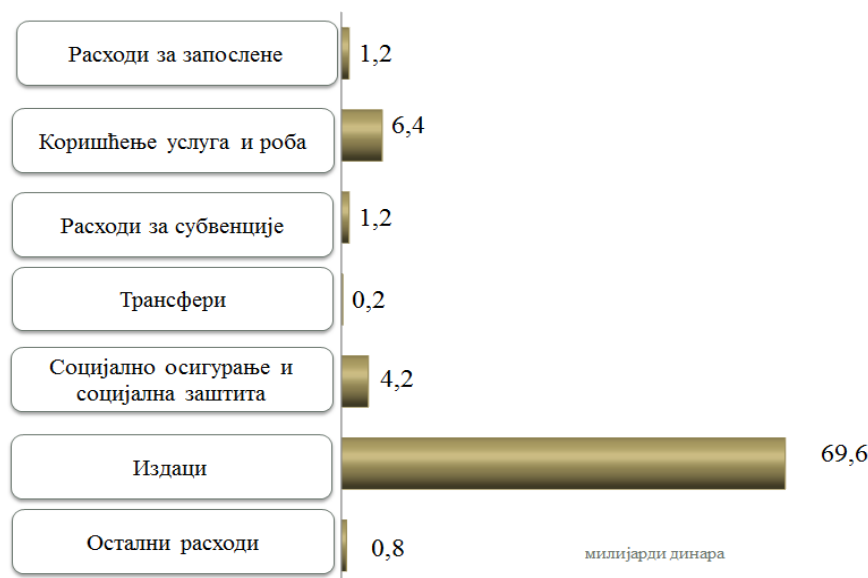 Расходи за запослене
1,2
Коришћење услуга и роба
6,4
Расходи за субвенције
1,2
Трансфери
0,2
Социјално осигурање и
социјална заштита
4,2
Издаци
69,6
Остални расходи
0,8
милијарди динара